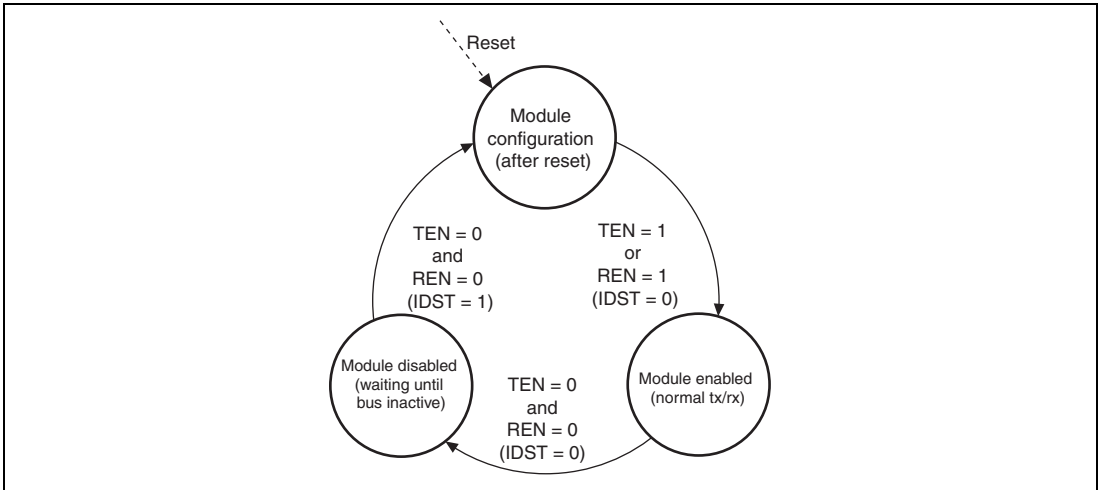 Reset
Module
configuration
(after reset)
TEN = 0
and
REN = 0
(IDST = 1)
TEN = 1
or
REN = 1
(IDST = 0)
Module disabled
(waiting until
bus inactive)
TEN = 0
and
REN = 0
(IDST = 0)
Module enabled
(normal tx/rx)